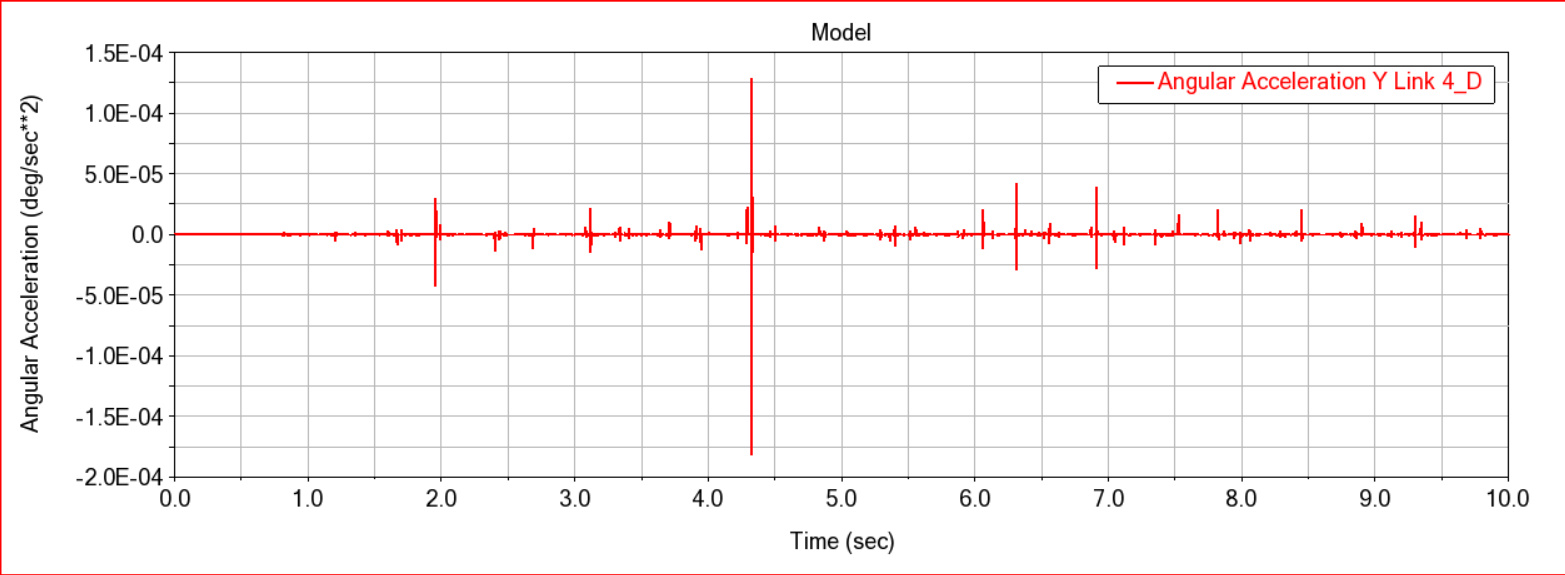 Model
Angular Acceleration Y Link 4_D
Angular Acceleration (deg/sec**2)
1.5E-04
1.0E-04
5.0E-05
0.0
-5.0E-05
-1.0E-04
-1.5E-04
-2.0E-04
0.0 1.0 2.0 3.0 4.0 5.0 6.0 7.0 8.0 9.0 10.0
Time (sec)